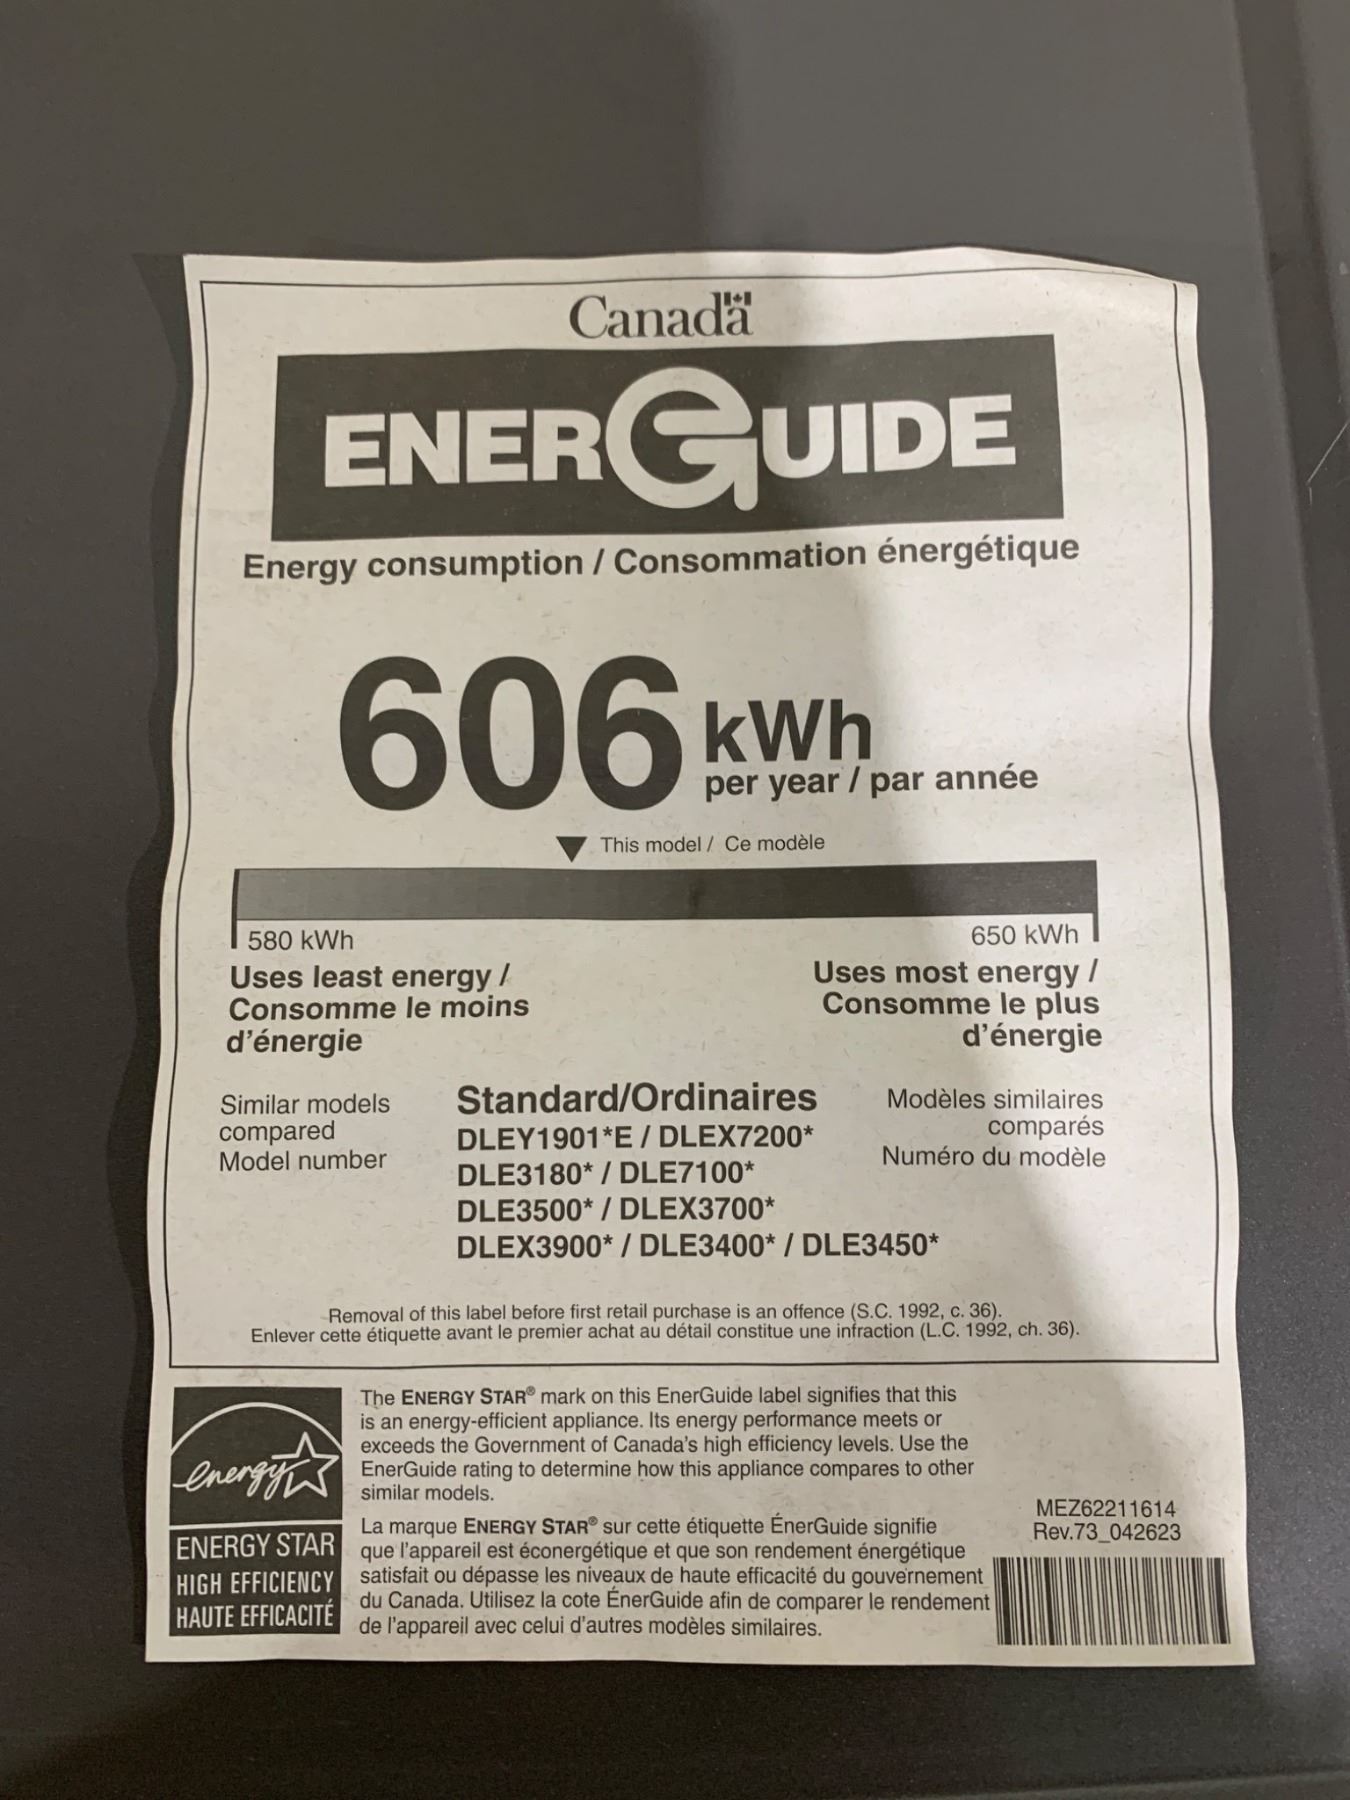 Canada
ENERGUIDE
Energy consumption / Consommation énergétique
606 kWh
per year / par année
This model / Ce modèle
580 kWh
650 kWh
Uses least energy /
Consomme le moins
d'énergie
Uses most energy /
Consomme le plus
d'énergie
Similar models
compared
Model number
Standard/Ordinaires
DLEY1901*E / DLEX7200*
DLE3180* / DLE7100*
DLE3500* / DLEX3700*
DLEX3900* / DLE3400* / DLE3450*
Modèles similaires
comparés
Numéro du modèle
Removal of this label before first retail purchase is an offence (S.C. 1992, c. 36).
Enlever cette étiquette avant le premier achat au détail constitue une infraction (L.C. 1992, ch. 36).
energy
ENERGY STAR
HIGH EFFICIENCY
HAUTE EFFICACITÉ
The ENERGY STAR® mark on this EnerGuide label signifies that this
is an energy-efficient appliance. Its energy performance meets or
exceeds the Government of Canada's high efficiency levels. Use the
EnerGuide rating to determine how this appliance compares to other
similar models.
La marque ENERGY STAR® sur cette étiquette ÉnerGuide signifie
que l'appareil est éconergétique et que son rendement énergétique
satisfait ou dépasse les niveaux de haute efficacité du gouvernement
du Canada. Utilisez la cote ÉnerGuide afin de comparer le rendement
de l'appareil avec celui d'autres modèles similaires.
MEZ62211614
Rev.73_042623